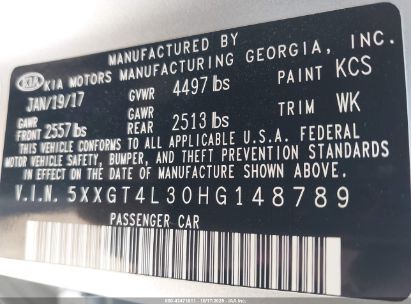 MANUFACTURED BY
KIA KIA MOTORS MANUFACTURING GEORGIA, INC.
JAN/19/17 GVWR 4497 lbs PAINT KCS
GAWR FRONT 2557lbs GAWR REAR 2513 lbs TRIM WK
THIS VEHICLE CONFORMS TO ALL APPLICABLE U.S.A. FEDERAL
MOTOR VEHICLE SAFETY, BUMPER, AND THEFT PREVENTION STANDARDS
IN EFFECT ON THE DATE OF MANUFACTURE SHOWN ABOVE.
V.I.N. 5XXGT4L30HG148789
PASSENGER CAR